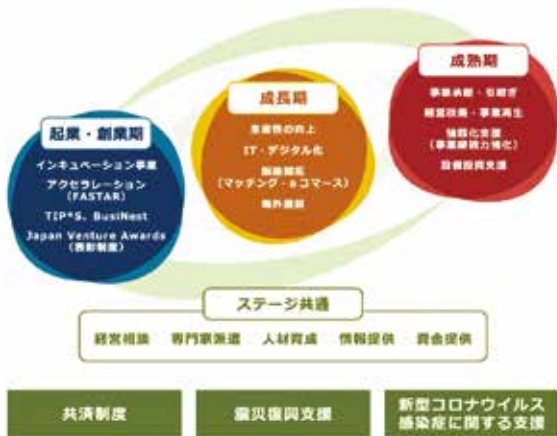 起業・創業期
インキュベーション事業
アクセラレーション
(FASTAR)
TIP*S、BusiNest
Japan Venture Awards
(表彰制度)
成長期
生産性の向上
IT・デジタル化
販路開拓
(マッチング・eコマース)
海外展開
成熟期
事業承継・引継ぎ
経営改善・事業再生
強靱化支援
(事業継続力強化)
設備投資支援
ステージ共通
経営相談 専門家派遣 人材育成 情報提供 資金提供
共済制度
震災復興支援
新型コロナウイルス
感染症に関する支援